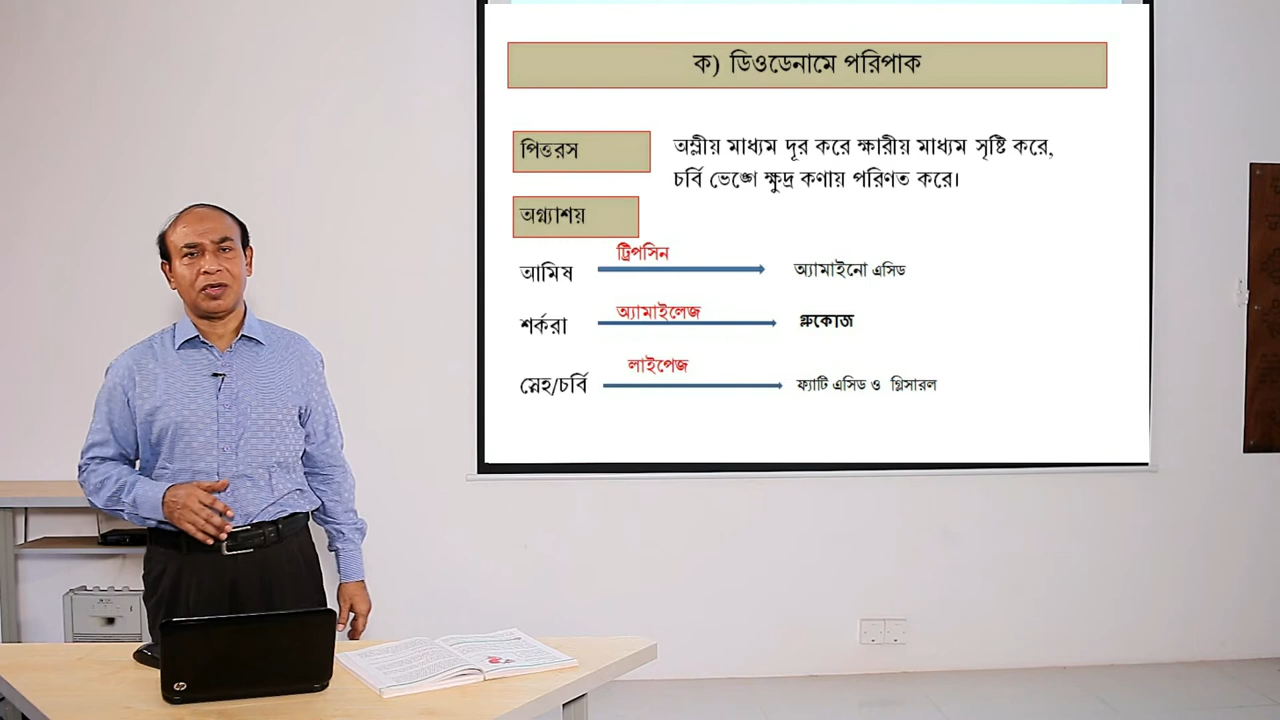 ক) ডিওডেনামে পরিপাক
পিত্তরস
অম্লীয় মাধ্যম দূর করে ক্ষারীয় মাধ্যম সৃষ্টি করে,
চর্বি ভেঙ্গে ক্ষুদ্র কণায় পরিণত করে।
অগ্ন্যাশয়
আমিষ ট্রিপসিন অ্যামাইনো এসিড
শর্করা অ্যামাইলেজ গ্লুকোজ
স্নেহ/চর্বি লাইপেজ ফ্যাটি এসিড ও গ্লিসারল
hp